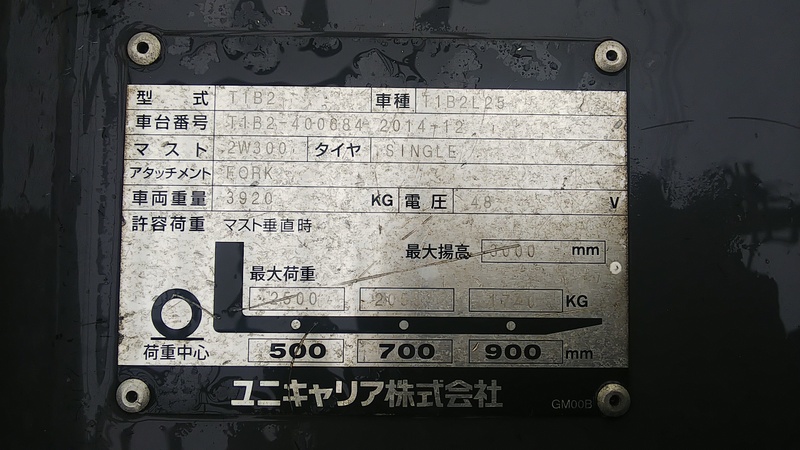 型式 T1B2 車種 T1B2L25
車台番号 T1B2-400684 2014-12
マスト 2W300 タイヤ SINGLE
アタッチメント FORK
車両重量 3920 KG 電圧 48 V
許容荷重 マスト垂直時
最大揚高 3000 mm
最大荷重
2500 KG
荷重中心 500 700 900 mm
ユニキャリア株式会社
GM00B